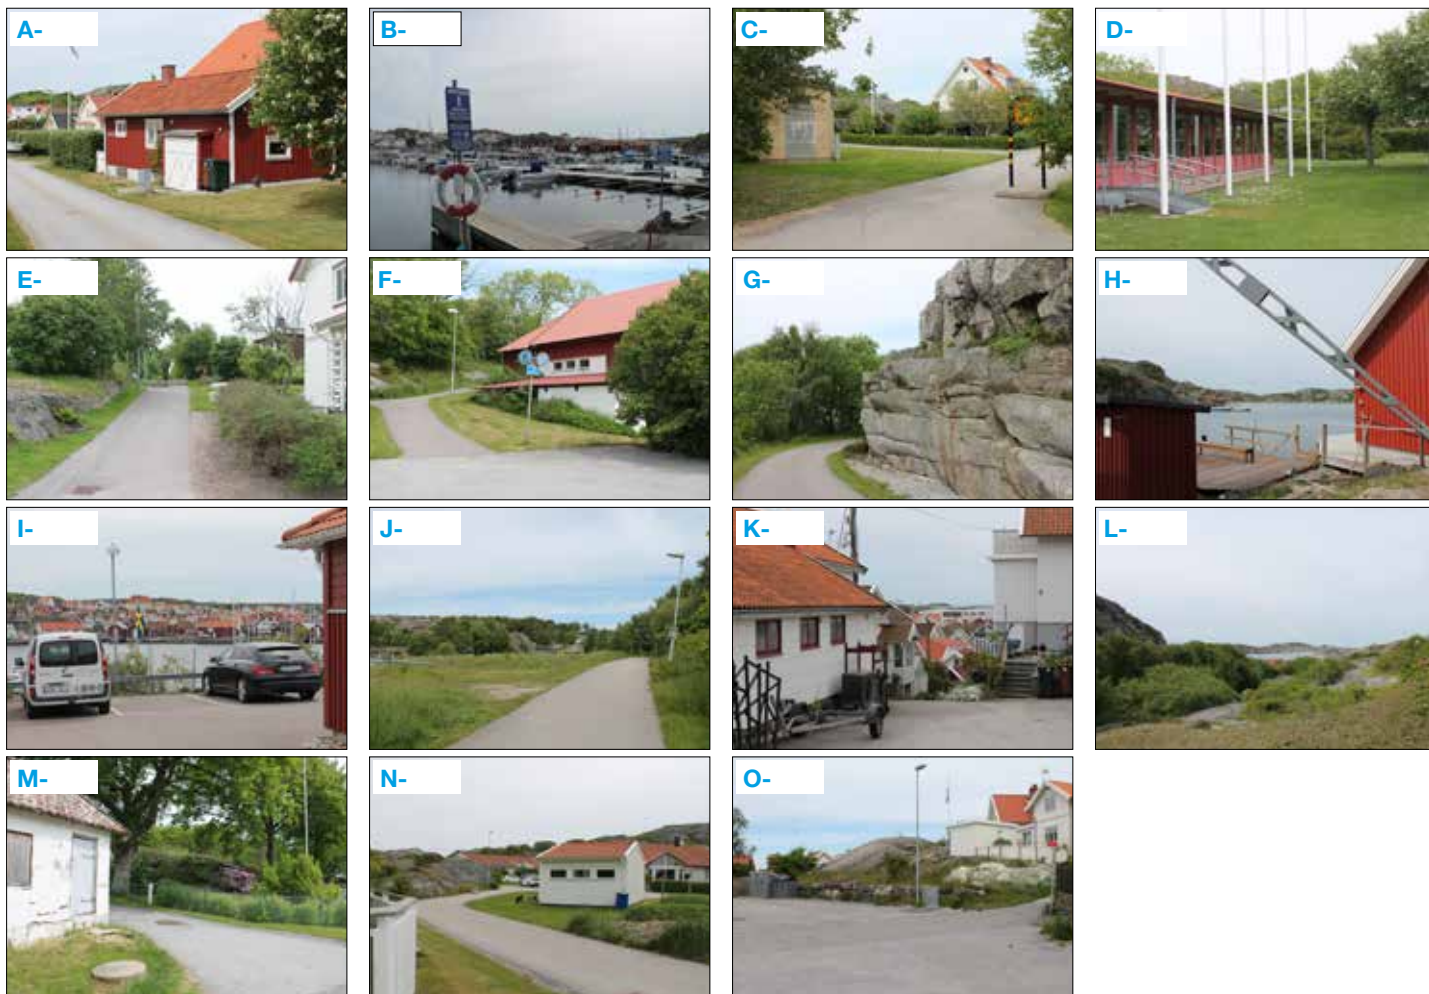 A-
B-
C-
D-
E-
F-
G-
H-
I-
J-
K-
L-
M-
N-
O-